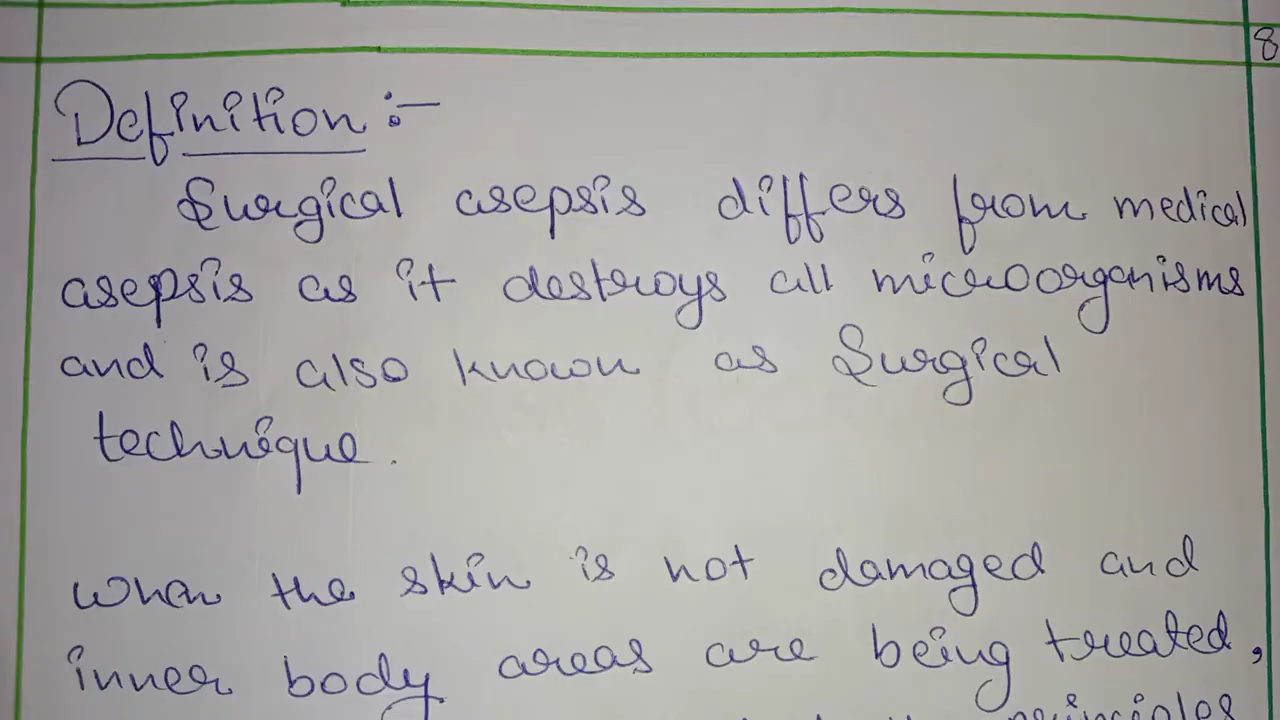 8
Definition :-
Surgical asepsis differs from medical
asepsis as it destroys all microorganisms
and is also known as Surgical
technique.
When the skin is not damaged and
inner body areas are being treated,
principles